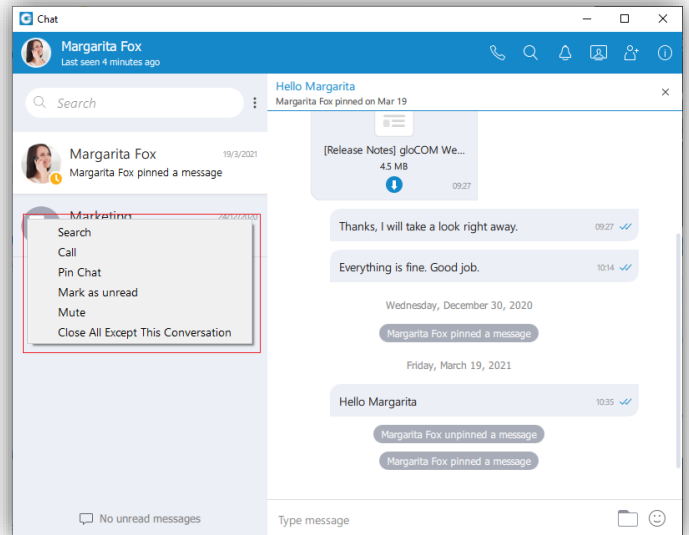 Chat
Margarita Fox
Last seen 4 minutes ago
Search
Margarita Fox 19/3/2021
Margarita Fox pinned a message
Marketing 24/12/2020
Search
Call
Pin Chat
Mark as unread
Mute
Close All Except This Conversation
No unread messages
Hello Margarita
Margarita Fox pinned on Mar 19
[Release Notes] gloCOM We...
4.5 MB
09:27
Thanks, I will take a look right away. 09:27
Everything is fine. Good job. 10:14
Wednesday, December 30, 2020
Margarita Fox pinned a message
Friday, March 19, 2021
Hello Margarita 10:35
Margarita Fox unpinned a message
Margarita Fox pinned a message
Type message